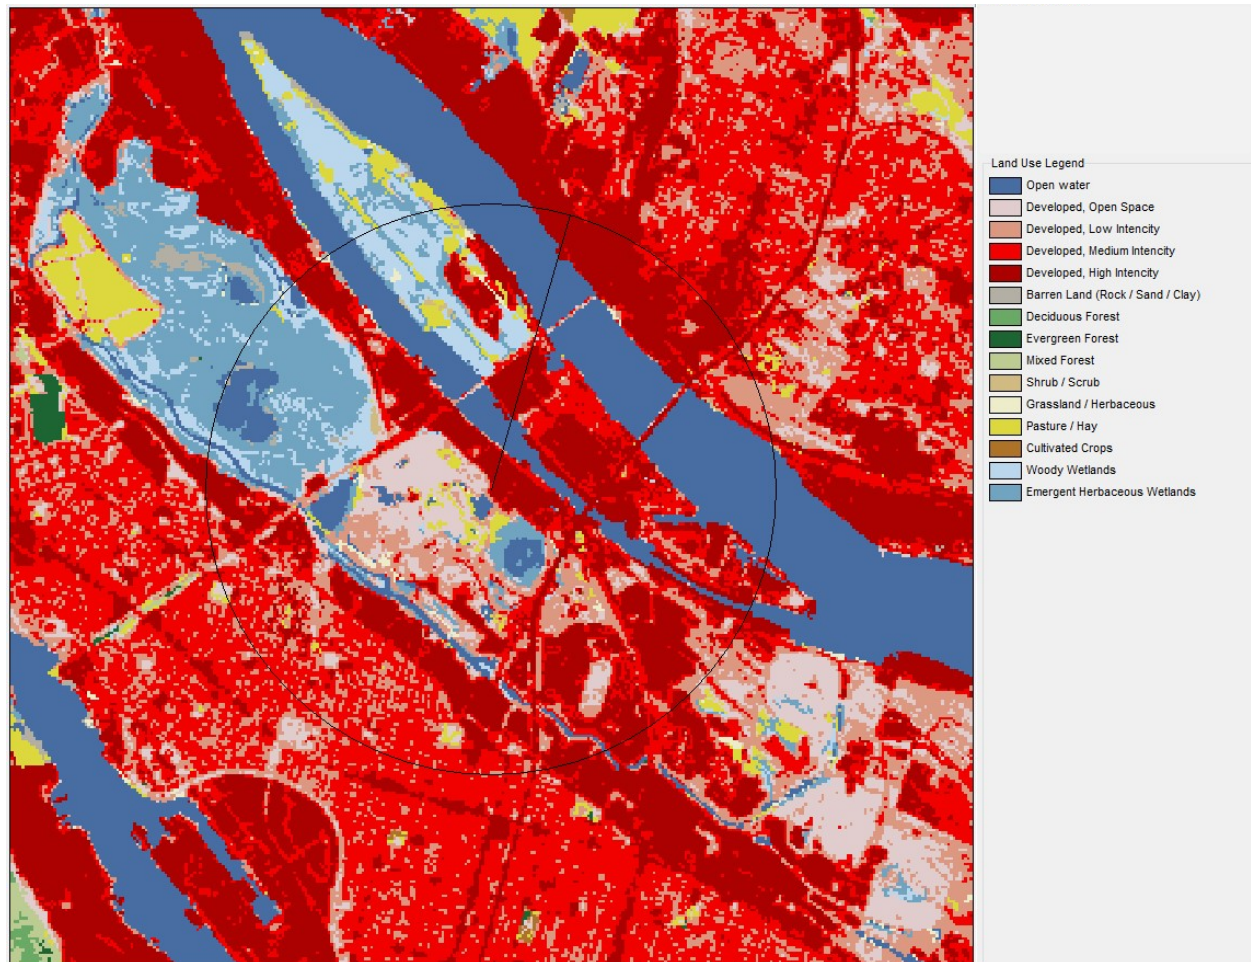 Land Use Legend
Open water
Developed, Open Space
Developed, Low Intencity
Developed, Medium Intencity
Developed, High Intencity
Barren Land (Rock / Sand / Clay)
Deciduous Forest
Evergreen Forest
Mixed Forest
Shrub / Scrub
Grassland / Herbaceous
Pasture / Hay
Cultivated Crops
Woody Wetlands
Emergent Herbaceous Wetlands